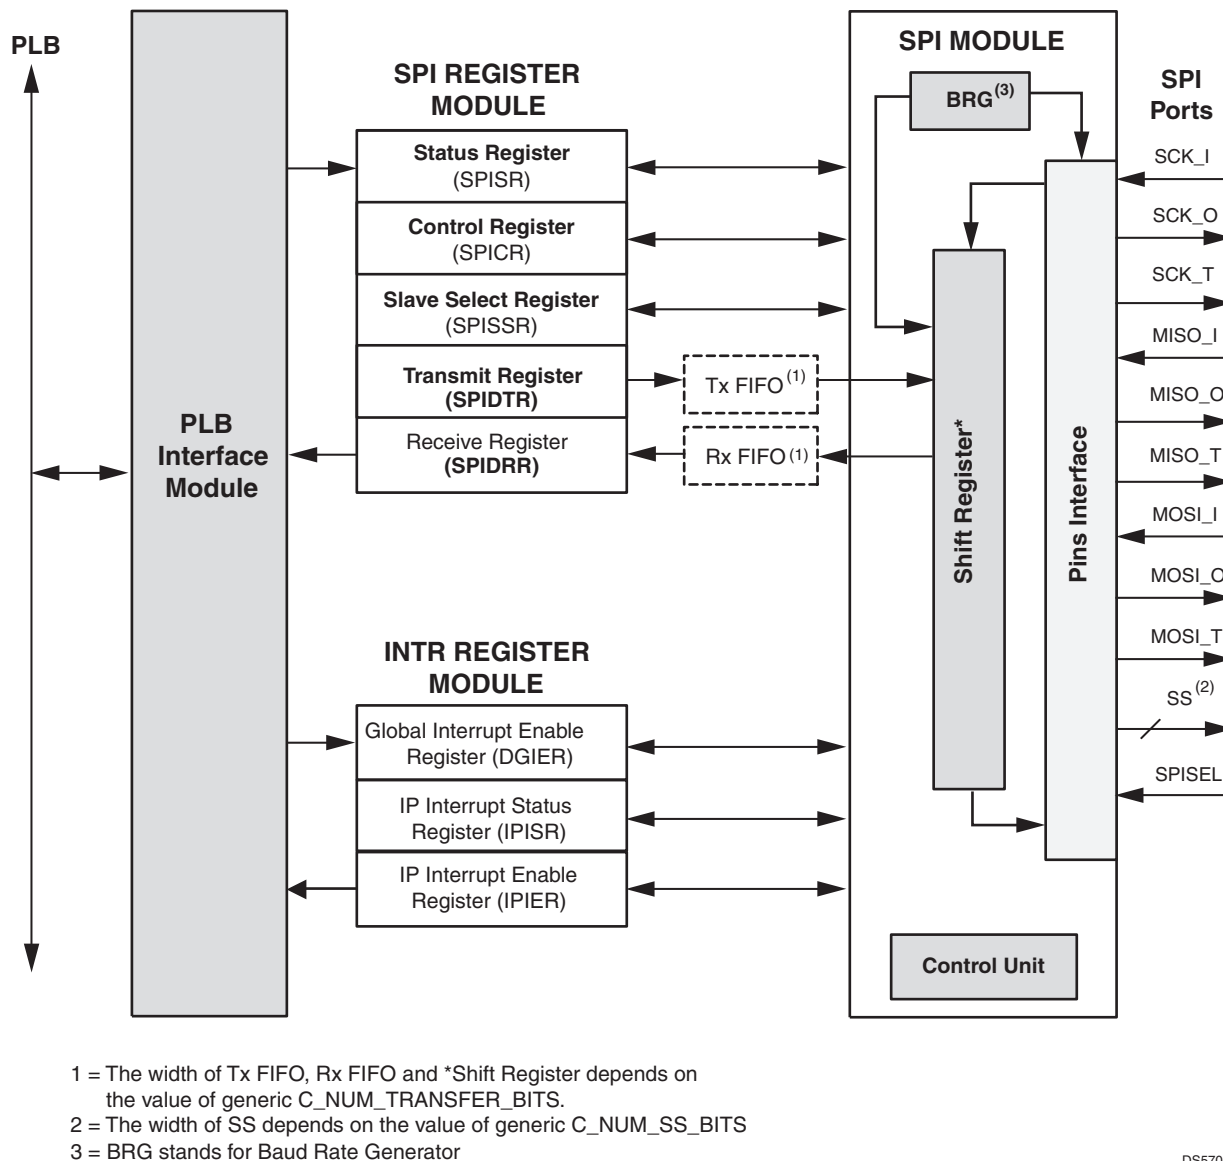 PLB
SPI REGISTER
MODULE
Status Register
(SPISR)
Control Register
(SPICR)
Slave Select Register
(SPISSR)
Transmit Register
(SPIDTR)
Receive Register
(SPIDRR)
Tx FIFO(1)
Rx FIFO(1)
PLB
Interface
Module
INTR REGISTER
MODULE
Global Interrupt Enable
Register (DGIER)
IP Interrupt Status
Register (IPISR)
IP Interrupt Enable
Register (IPIER)
SPI MODULE
BRG(3)
Shift Register*
Pins Interface
Control Unit
SPI
Ports
SCK_I
SCK_O
SCK_T
MISO_I
MISO_O
MISO_T
MOSI_I
MOSI_O
MOSI_T
SS(2)
SPISEL
1 = The width of Tx FIFO, Rx FIFO and *Shift Register depends on
the value of generic C_NUM_TRANSFER_BITS.
2 = The width of SS depends on the value of generic C_NUM_SS_BITS
3 = BRG stands for Baud Rate Generator
DS570